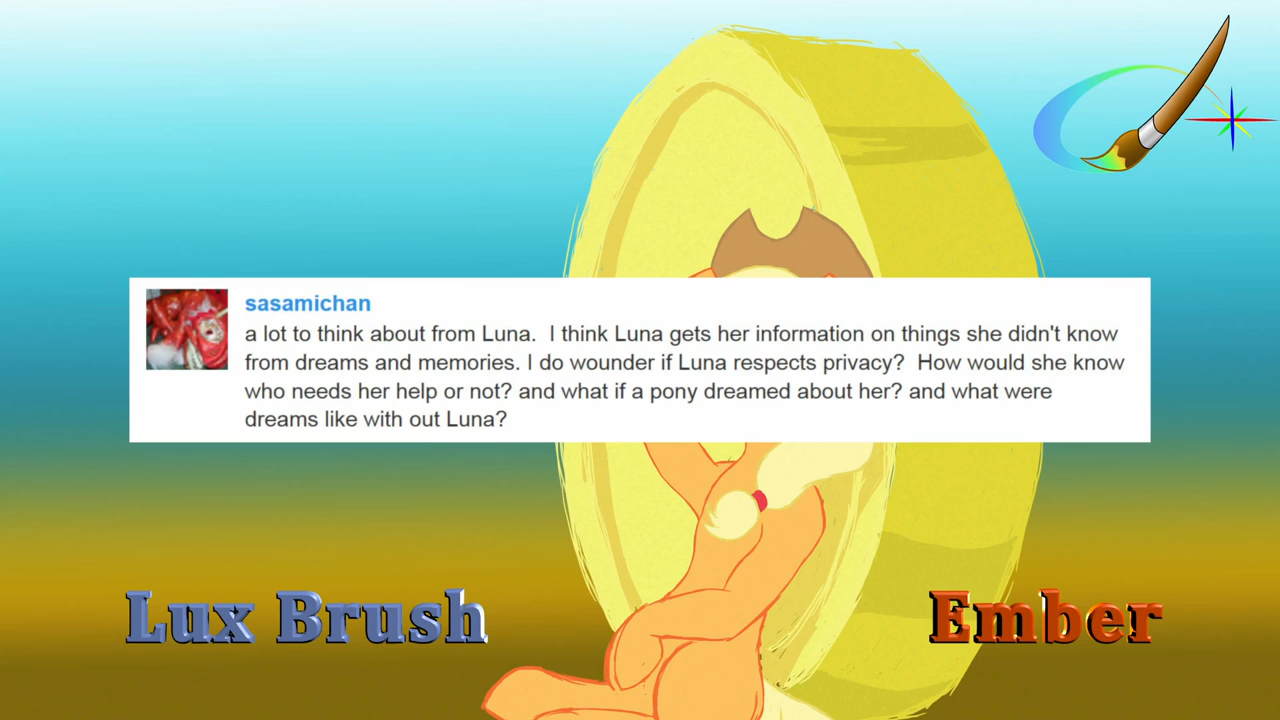 sasamichan
a lot to think about from Luna.  I think Luna gets her information on things she didn't know
from dreams and memories. I do wounder if Luna respects privacy?  How would she know
who needs her help or not? and what if a pony dreamed about her? and what were
dreams like with out Luna?
Lux Brush
Ember